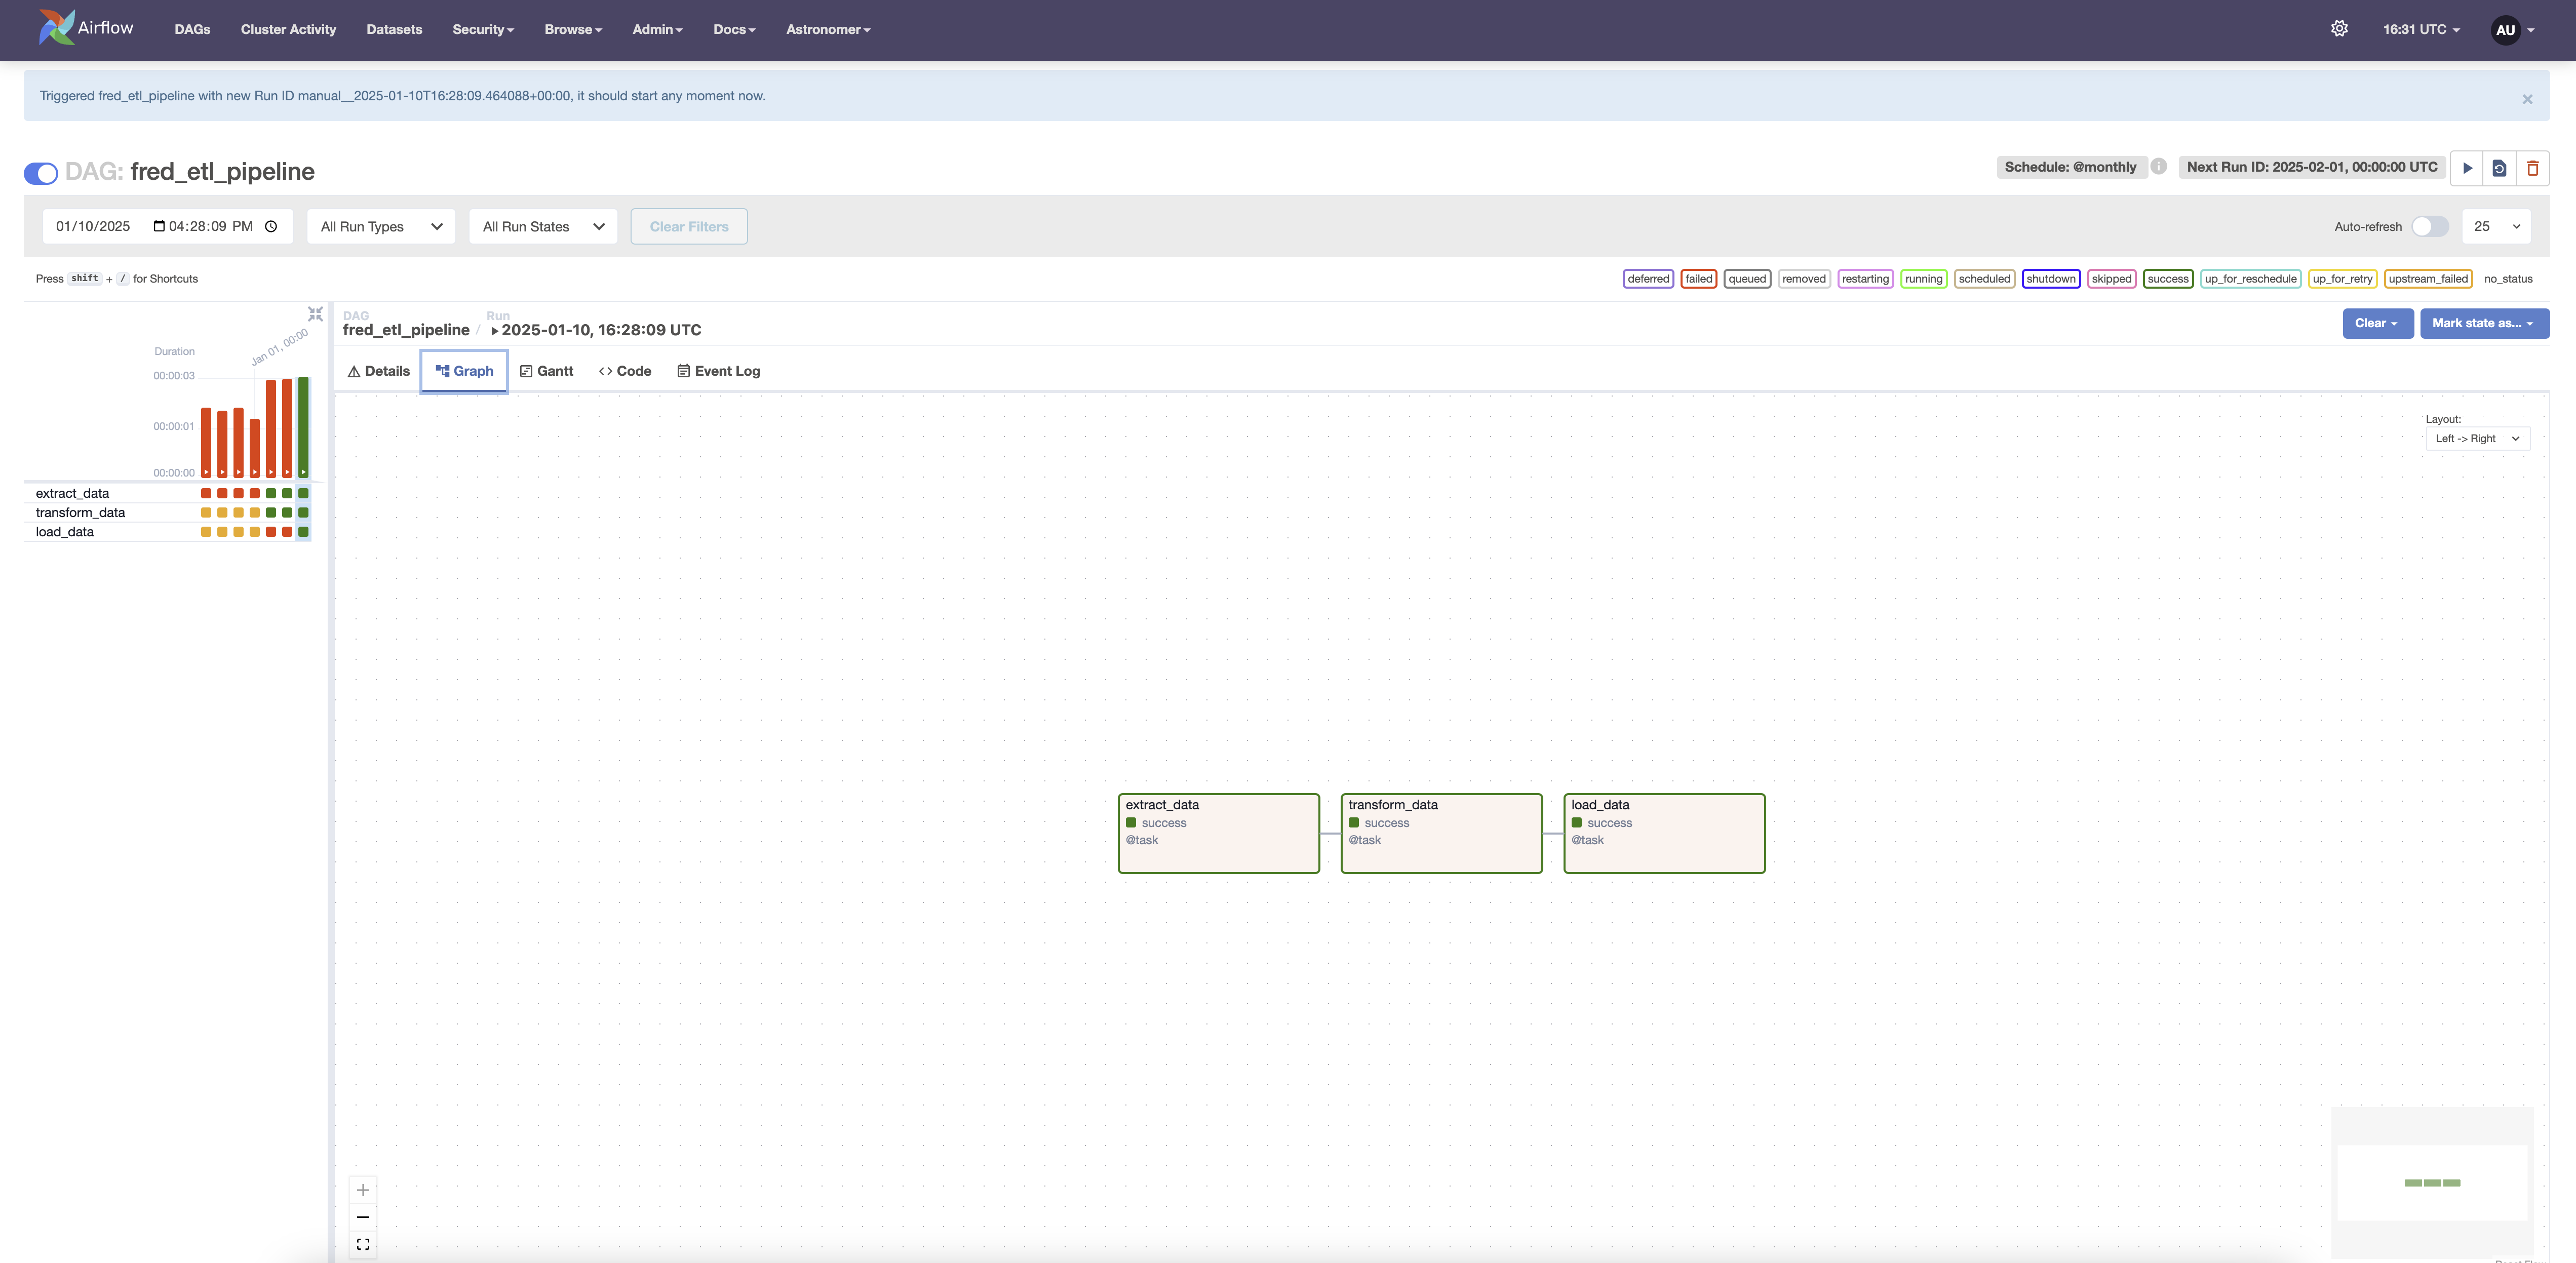 Airflow DAGs Cluster Activity Datasets Security Browse Admin Docs Astronomer 16:31 UTC AU
Triggered fred_etl_pipeline with new Run ID manual__2025-01-10T16:28:09.464088+00:00, it should start any moment now. ×
DAG: fred_etl_pipeline Schedule: @monthly i Next Run ID: 2025-02-01, 00:00:00 UTC
01/10/2025 04:28:09 PM All Run Types All Run States Clear Filters Auto-refresh 25
Press shift + / for Shortcuts deferred failed queued removed restarting running scheduled shutdown skipped success up_for_reschedule up_for_retry upstream_failed no_status
DAG Run
fred_etl_pipeline / 2025-01-10, 16:28:09 UTC Clear Mark state as...
Jan 01, 00:00
Duration
Details Graph Gantt Code Event Log
00:00:03
00:00:01
00:00:00
extract_data
transform_data
load_data
Layout:
Left -> Right
extract_data
success
@task
transform_data
success
@task
load_data
success
@task